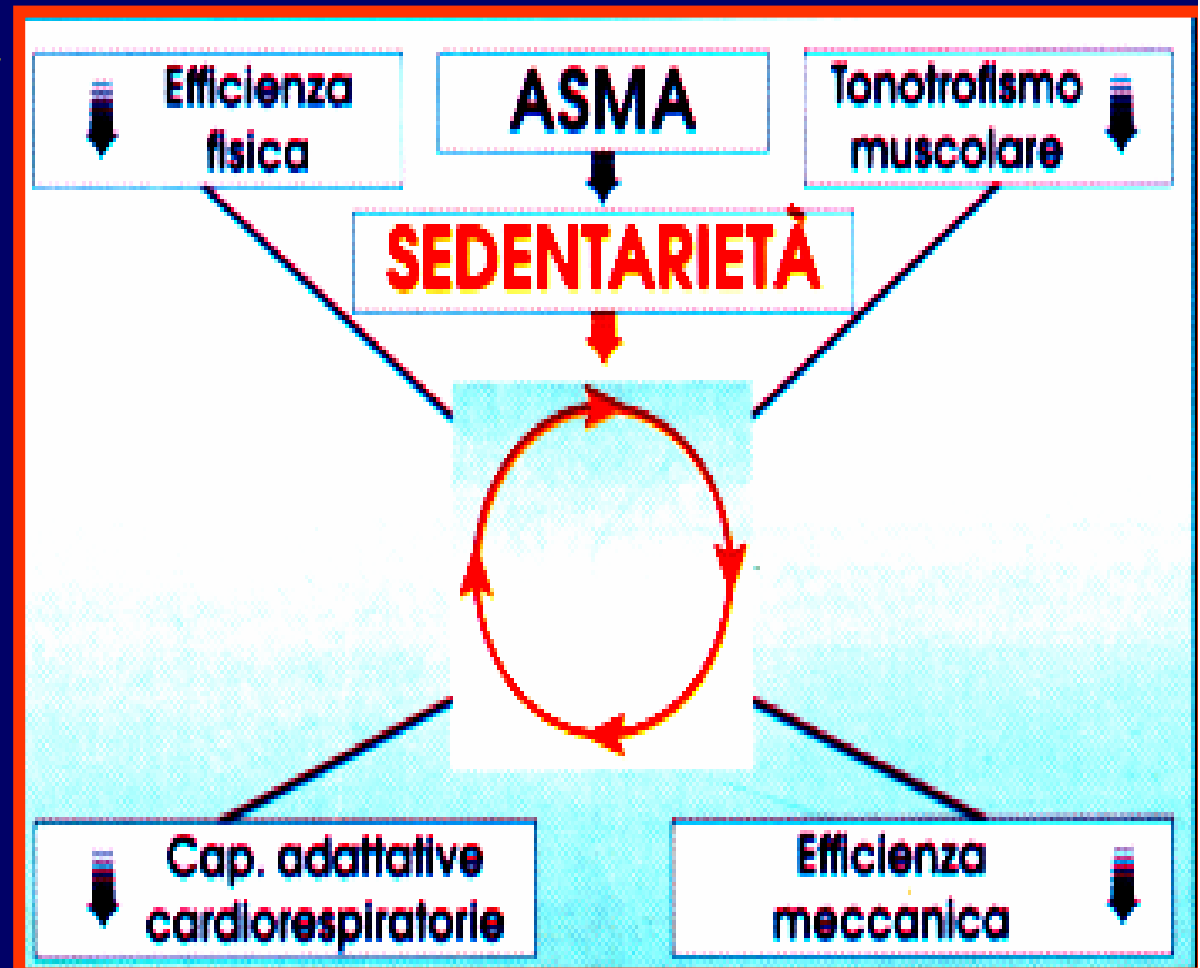 Efficienza
fisica
ASMA
Tonotrofismo
muscolare
SEDENTARIETÀ
Cap. adattative
cardiorespiratorie
Efficienza
meccanica